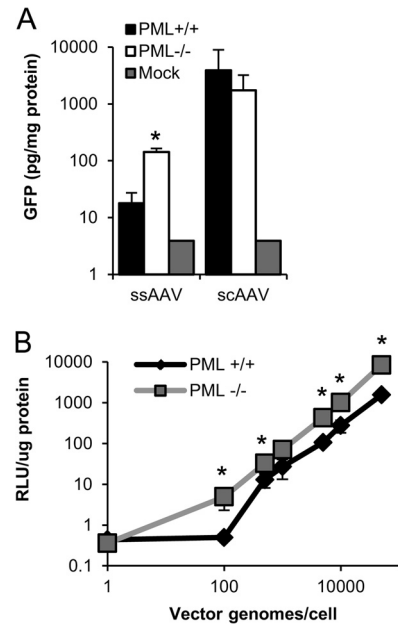 A
PML+/+
PML-/-
Mock
10000
1000
100
10
1
GFP (pg/mg protein)
*
ssAAV
scAAV
B
PML +/+
PML -/-
10000
1000
100
10
1
0.1
RLU/ug protein
*
*
*
*
*
1
100
10000
Vector genomes/cell